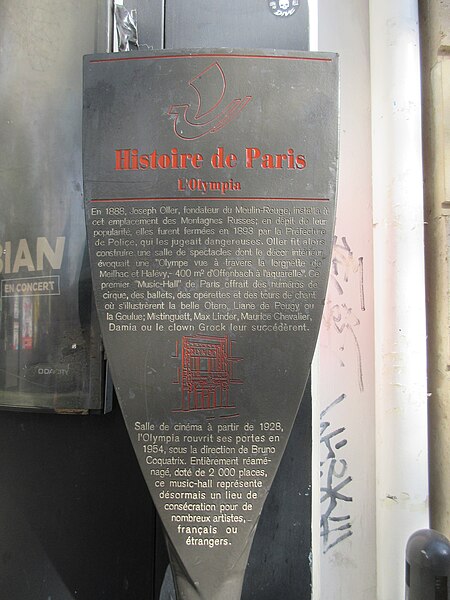 Histoire de Paris
L'Olympia
En 1888, Joseph Oller, fondateur du Moulin-Rouge, installa à
cet emplacement des Montagnes Russes; en dépit de leur
popularité, elles furent fermées en 1893 par la Préfecture
de Police, qui les jugeait dangereuses. Oller fit alors
construire une salle de spectacles dont le décor intérieur
évoquait une "Olympe vue à travers la lorgnette de
Meilhac et Halévy,- 400 m² d'Offenbach à l'aquarelle". Ce
premier "Music-Hall" de Paris offrait des numéros de
cirque, des ballets, des opérettes et des tours de chant
où s'illustrèrent la belle Otero, Liane de Pougy ou
la Goulue; Mistinguett, Max Linder, Maurice Chevalier,
Damia ou le clown Grock leur succédèrent.
Salle de cinéma à partir de 1928,
l'Olympia rouvrit ses portes en
1954, sous la direction de Bruno
Coquatrix. Entièrement réamé-
nagé, doté de 2 000 places,
ce music-hall représente
désormais un lieu de
consécration pour de
nombreux artistes,
français ou
étrangers.
SIAN
EN CONCERT